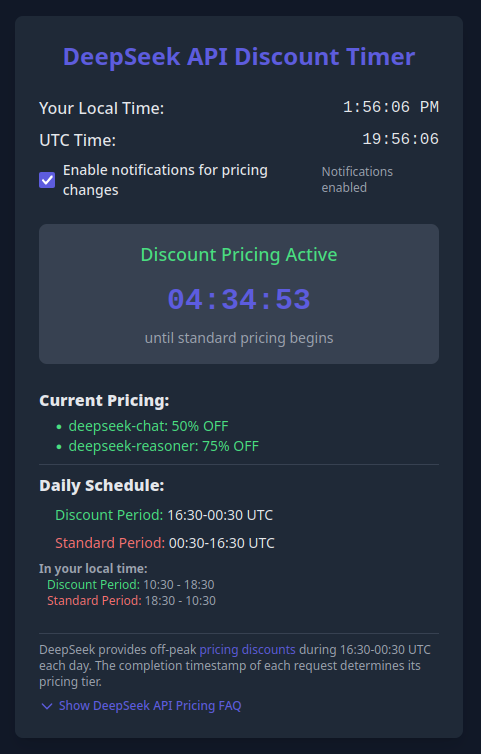 DeepSeek API Discount Timer
Your Local Time: 1:56:06 PM
UTC Time: 19:56:06
Enable notifications for pricing
changes
Notifications
enabled
Discount Pricing Active
04:34:53
until standard pricing begins
Current Pricing:
• deepseek-chat: 50% OFF
• deepseek-reasoner: 75% OFF
Daily Schedule:
Discount Period: 16:30-00:30 UTC
Standard Period: 00:30-16:30 UTC
In your local time:
Discount Period: 10:30 - 18:30
Standard Period: 18:30 - 10:30
DeepSeek provides off-peak pricing discounts during 16:30-00:30 UTC
each day. The completion timestamp of each request determines its
pricing tier.
Show DeepSeek API Pricing FAQ